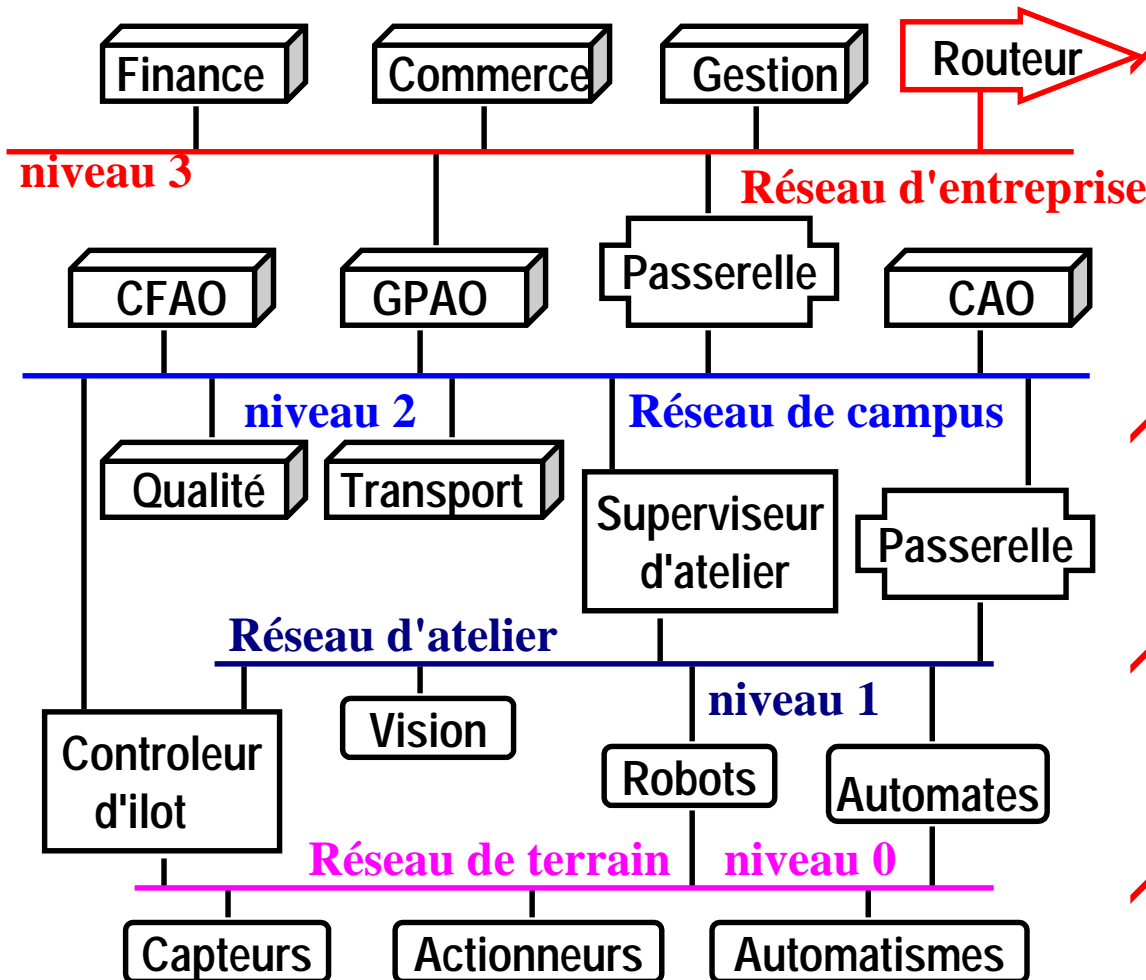 Finance
Commerce
Gestion
Routeur
niveau 3
Réseau d'entreprise
CFAO
GPAO
Passerelle
CAO
niveau 2
Réseau de campus
Qualité
Transport
Superviseur
d'atelier
Passerelle
Réseau d'atelier
niveau 1
Vision
Controleur
d'ilot
Robots
Automates
Réseau de terrain
niveau 0
Capteurs
Actionneurs
Automatismes